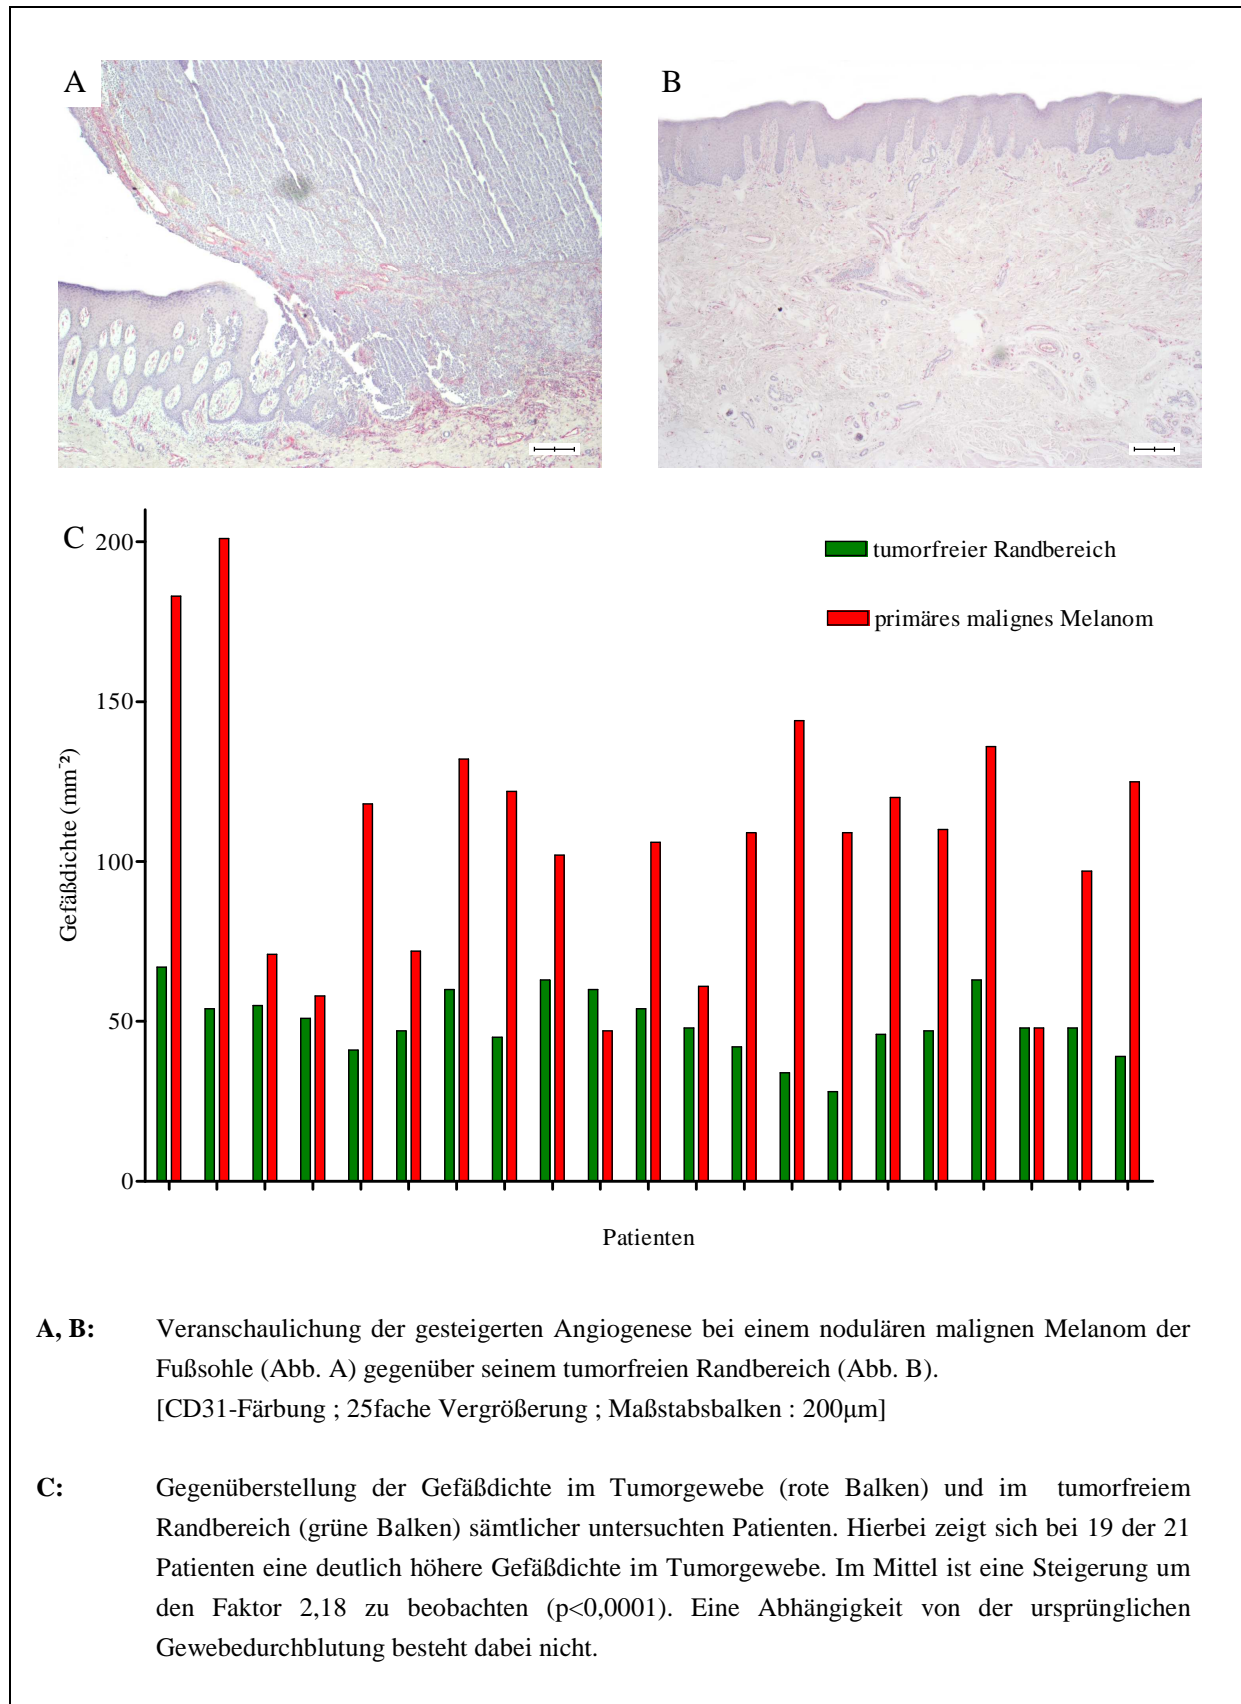 A
B
C
200
150
100
50
0
Gefäßdichte (mm⁻²)
tumorfreier Randbereich
primäres malignes Melanom
Patienten
A, B: Veranschaulichung der gesteigerten Angiogenese bei einem nodulären malignen Melanom der
Fußsohle (Abb. A) gegenüber seinem tumorfreien Randbereich (Abb. B).
[CD31-Färbung ; 25fache Vergrößerung ; Maßstabsbalken : 200µm]
C: Gegenüberstellung der Gefäßdichte im Tumorgewebe (rote Balken) und im tumorfreiem
Randbereich (grüne Balken) sämtlicher untersuchten Patienten. Hierbei zeigt sich bei 19 der 21
Patienten eine deutlich höhere Gefäßdichte im Tumorgewebe. Im Mittel ist eine Steigerung um
den Faktor 2,18 zu beobachten (p<0,0001). Eine Abhängigkeit von der ursprünglichen
Gewebedurchblutung besteht dabei nicht.